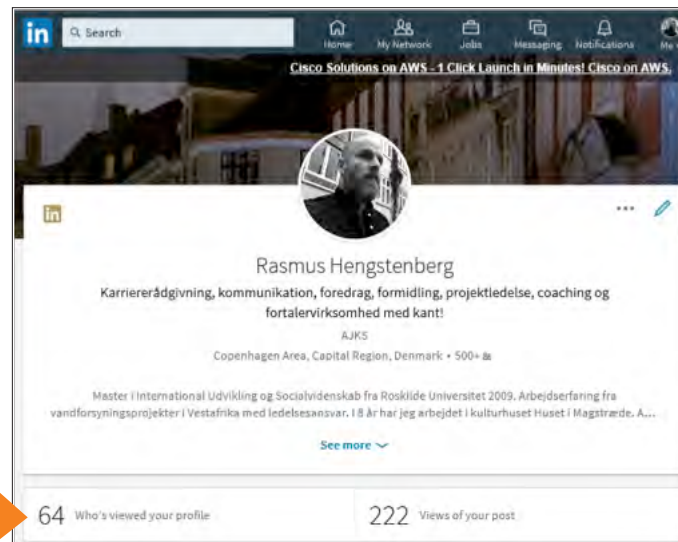 in
Search
Home My Network Jobs Messaging Notifications Me
Cisco Solutions on AWS - 1 Click Launch in Minutes! Cisco on AWS.
in
Rasmus Hengstenberg
Karriererådgivning, kommunikation, foredrag, formidling, projektledelse, coaching og
fortalervirksomhed med kant!
AJKS
Copenhagen Area, Capital Region, Denmark • 500+
Master i International Udvikling og Socialvidenskab fra Roskilde Universitet 2009. Arbejdserfaring fra
vandforsyningsprojekter i Vestafrika med ledelsesansvar. I 8 år har jeg arbejdet i kulturhuset Huset i Magstræde. A...
See more
64 Who's viewed your profile
222 Views of your post